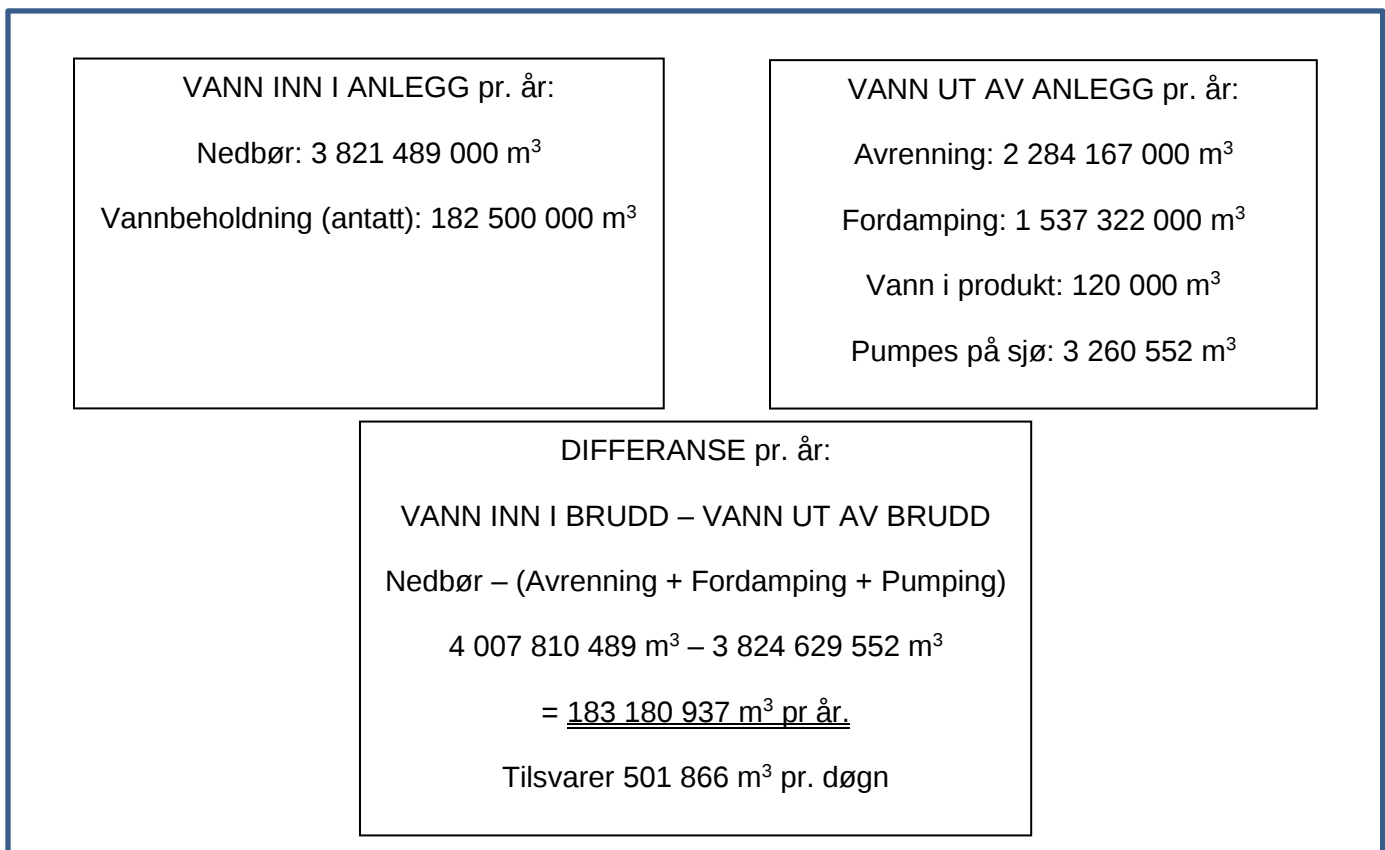 VANN INN I ANLEGG pr. år:
Nedbør: 3 821 489 000 m³
Vannbeholdning (antatt): 182 500 000 m³
VANN UT AV ANLEGG pr. år:
Avrenning: 2 284 167 000 m³
Fordamping: 1 537 322 000 m³
Vann i produkt: 120 000 m³
Pumpes på sjø: 3 260 552 m³
DIFFERANSE pr. år:
VANN INN I BRUDD – VANN UT AV BRUDD
Nedbør – (Avrenning + Fordamping + Pumping)
4 007 810 489 m³ – 3 824 629 552 m³
= 183 180 937 m³ pr år.
Tilsvarer 501 866 m³ pr. døgn